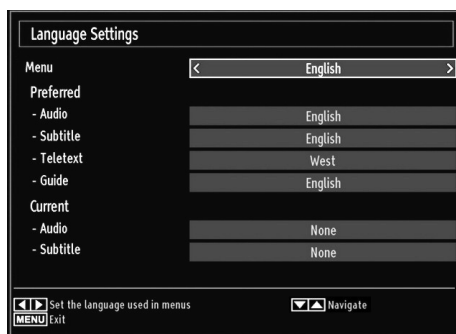 Language Settings
Menu < English >
Preferred
- Audio English
- Subtitle English
- Teletext West
- Guide English
Current
- Audio None
- Subtitle None
Set the language used in menus Navigate
MENU Exit